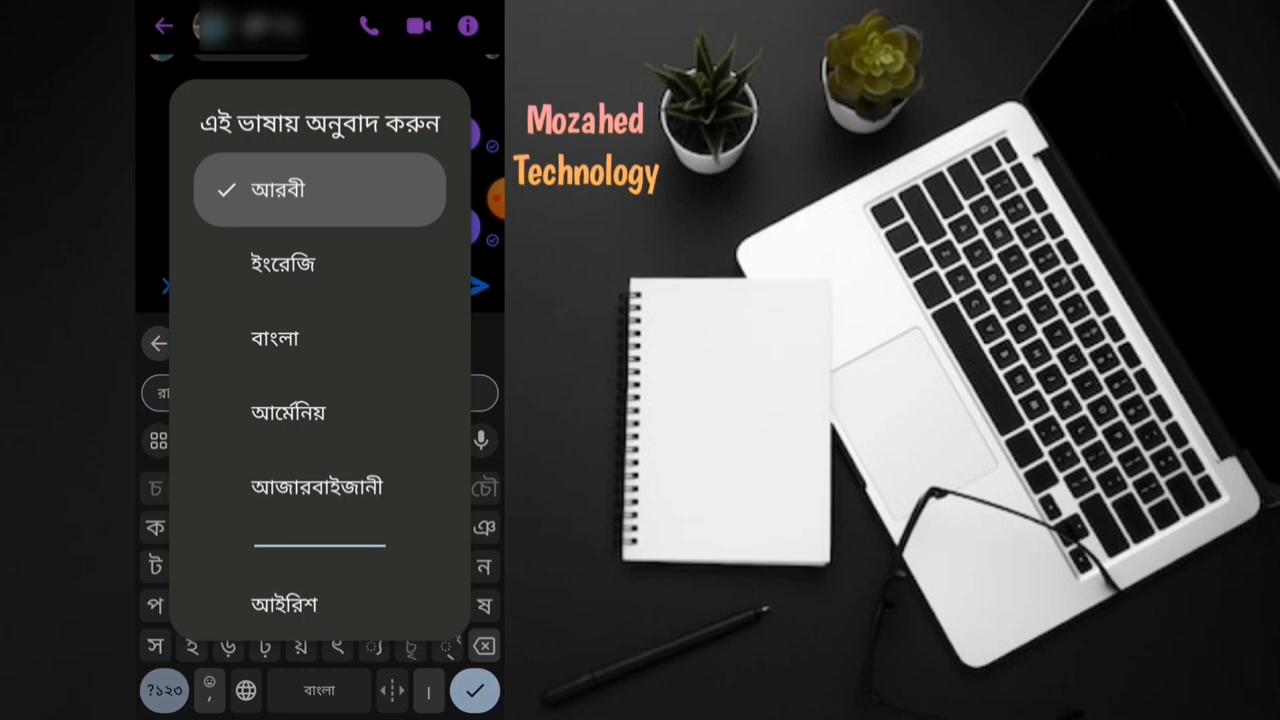 এই ভাষায় অনুবাদ করুন
আরবী
ইংরেজি
বাংলা
আর্মেনিয়
আজারবাইজানী
আইরিশ
রা
চ চৌ
ক ঞ
ট ন
প ষ
স হ ড় ঢ় য় ৎ
?১২৩ , বাংলা ।
Mozahed
Technology